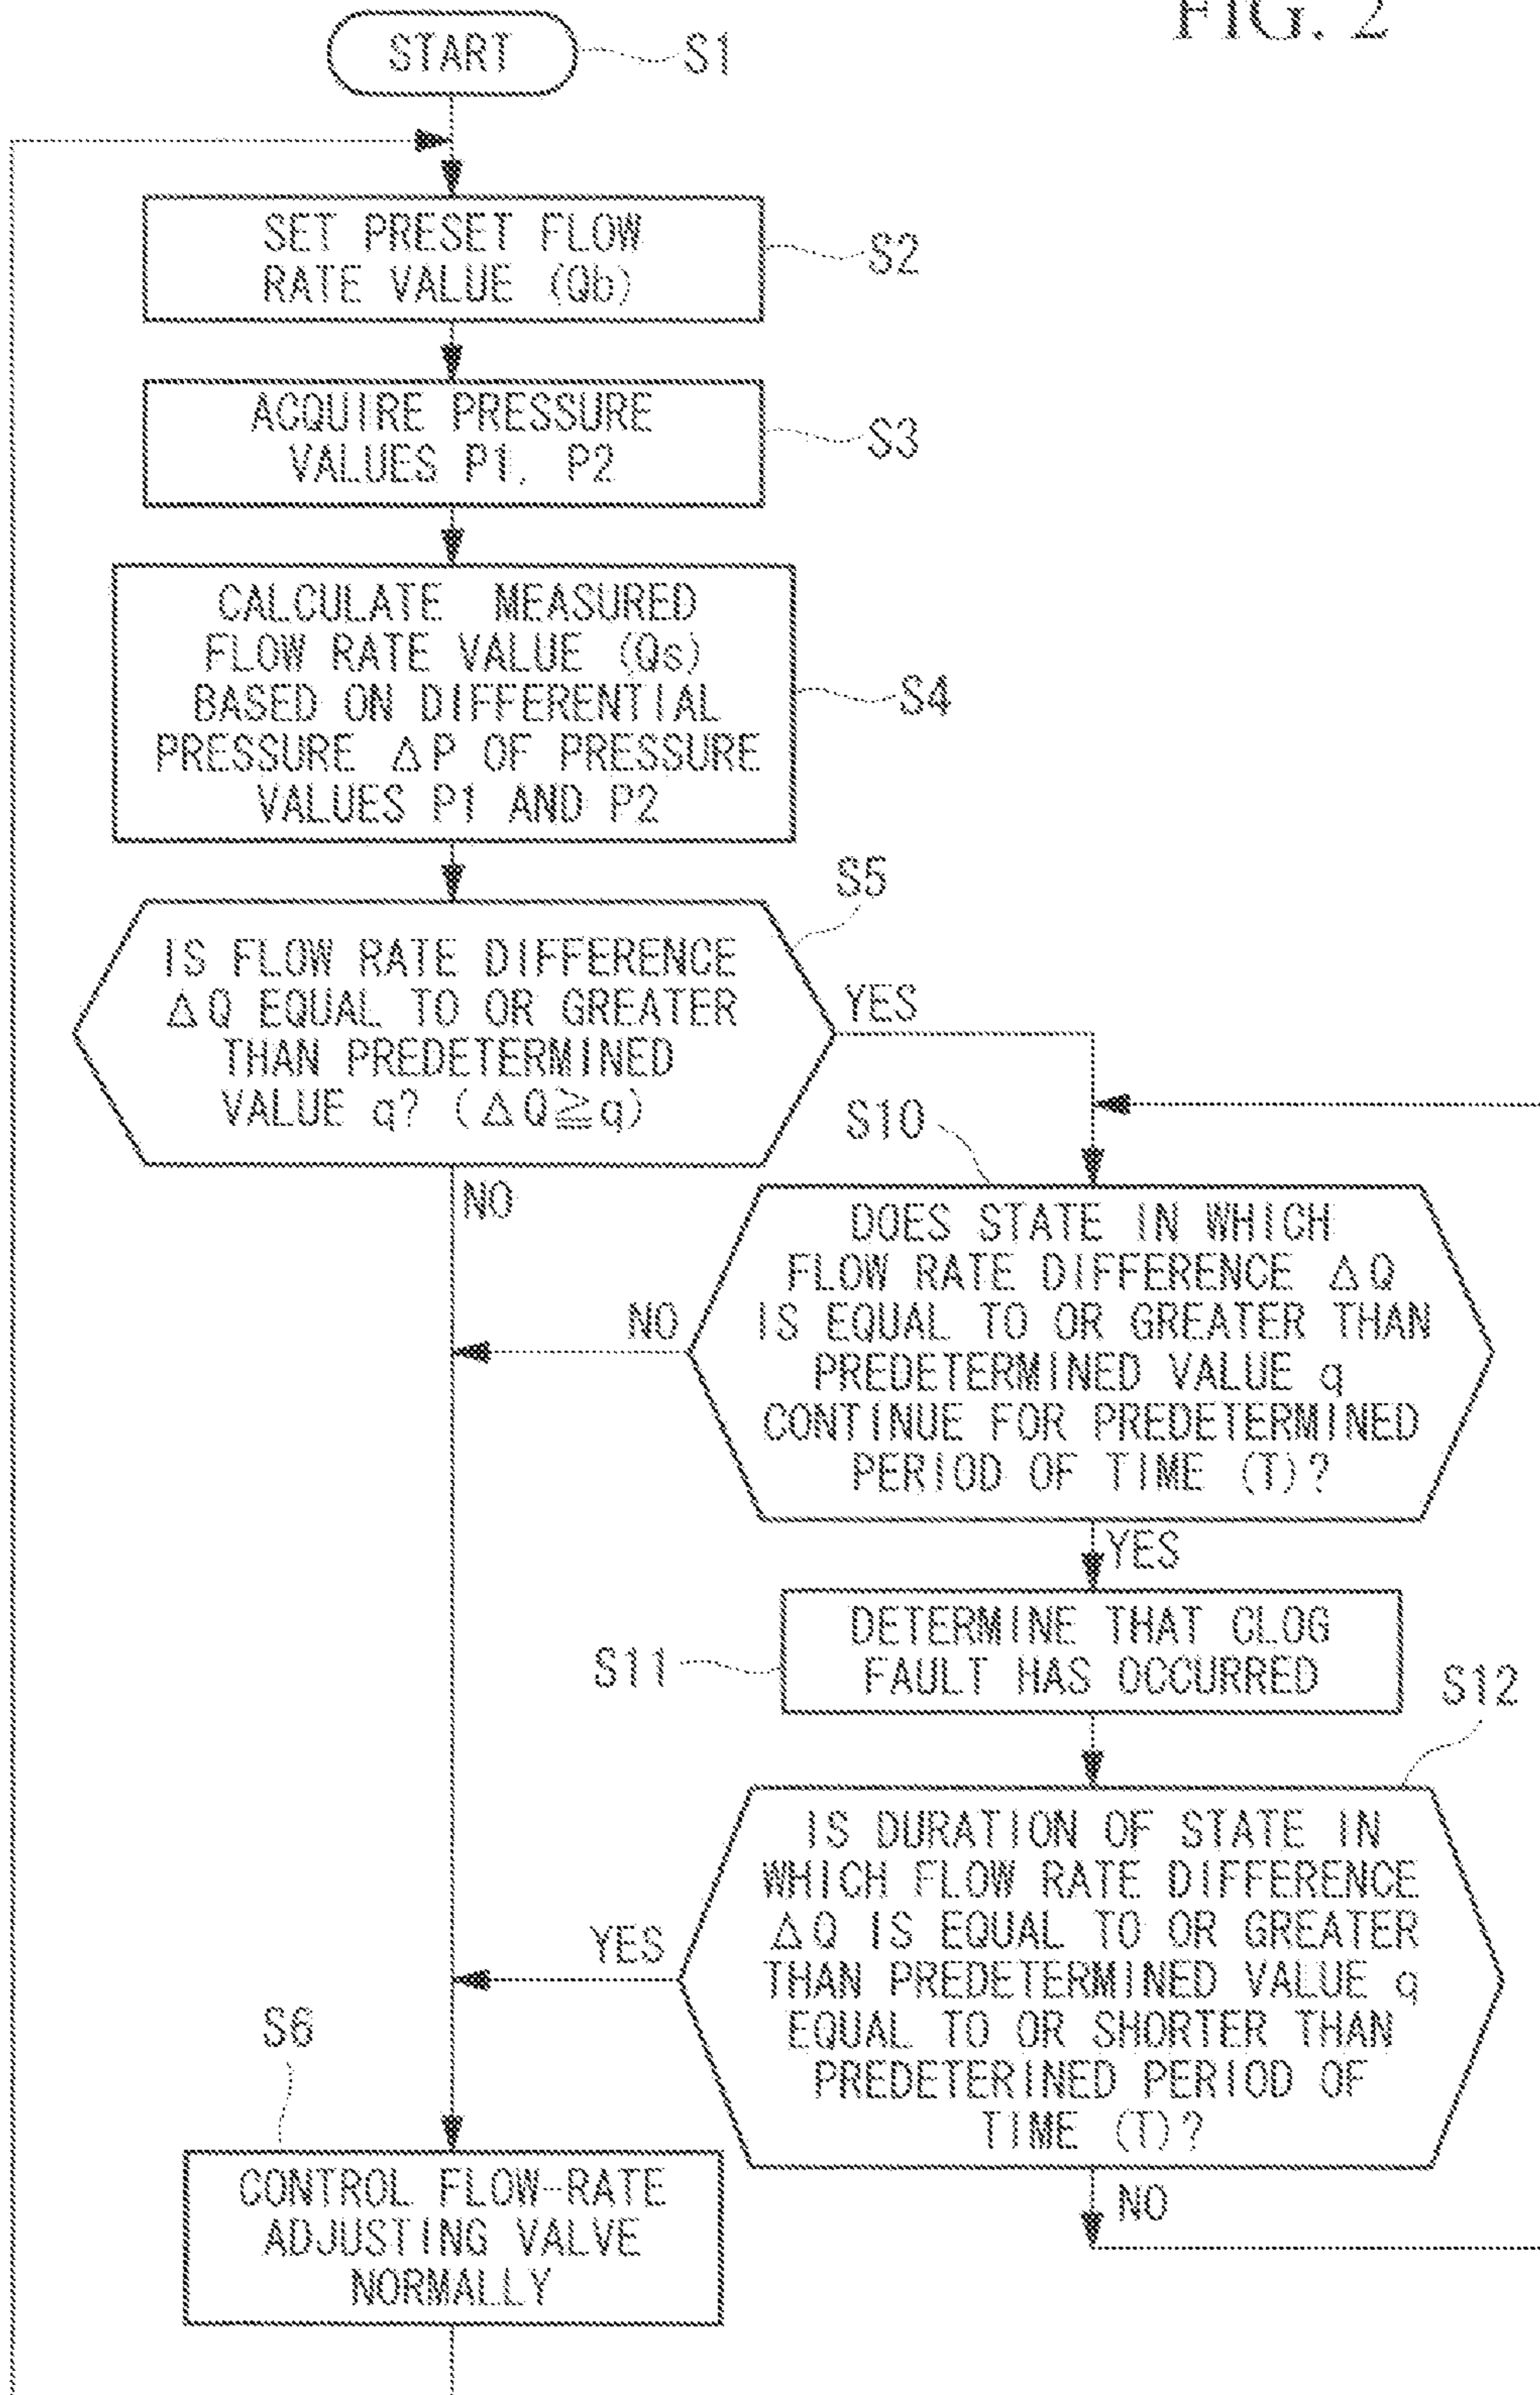 FIG. 2
START
S1
SET PRESET FLOW
RATE VALUE (Qb)
S2
ACQUIRE PRESSURE
VALUES P1, P2
S3
CALCULATE MEASURED
FLOW RATE VALUE (Qs)
BASED ON DIFFERENTIAL
PRESSURE ΔP OF PRESSURE
VALUES P1 AND P2
S4
S5
IS FLOW RATE DIFFERENCE
ΔQ EQUAL TO OR GREATER
THAN PREDETERMINED
VALUE q? (ΔQ≧q)
YES
NO
S10
DOES STATE IN WHICH
FLOW RATE DIFFERENCE ΔQ
IS EQUAL TO OR GREATER THAN
PREDETERMINED VALUE q
CONTINUE FOR PREDETERMINED
PERIOD OF TIME (T)?
NO
YES
DETERMINE THAT CLOG
FAULT HAS OCCURRED
S11
S12
IS DURATION OF STATE IN
WHICH FLOW RATE DIFFERENCE
ΔQ IS EQUAL TO OR GREATER
THAN PREDETERMINED VALUE q
EQUAL TO OR SHORTER THAN
PREDETERINED PERIOD OF
TIME (T)?
YES
NO
S6
CONTROL FLOW-RATE
ADJUSTING VALVE
NORMALLY